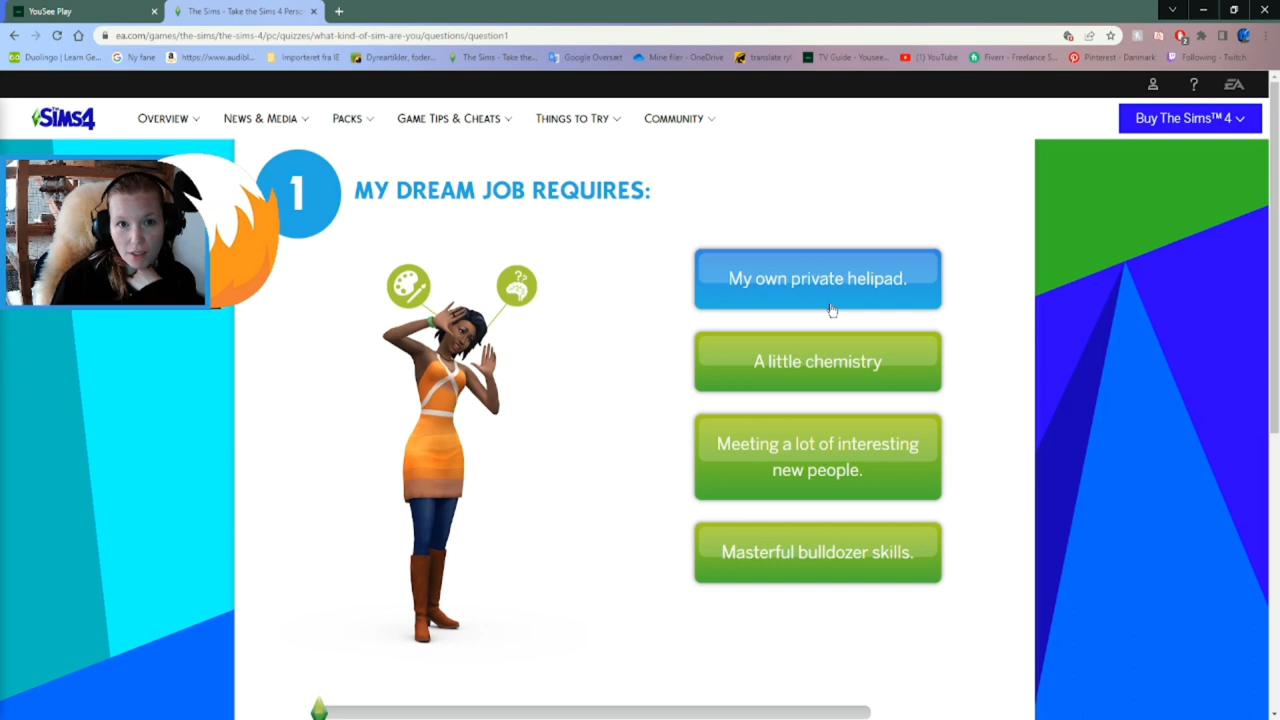 YouSee Play
The Sims - Take the Sims 4 Pers
ea.com/games/the-sims/the-sims-4/pc/quizzes/what-kind-of-sim-are-you/questions/question1
Duolingo | Learn Ge...
Ny fane
https://www.audibl...
Importeret fra IE
Dyreartikler, foder...
The Sims - Take the...
Google Oversæt
Mine filer - OneDrive
translate ryl
TV Guide - Yousee...
(1) YouTube
Fiverr - Freelance S...
Pinterest - Danmark
Following - Twitch
EA
The SIMS 4
OVERVIEW
NEWS & MEDIA
PACKS
GAME TIPS & CHEATS
THINGS TO TRY
COMMUNITY
Buy The Sims™ 4
1
MY DREAM JOB REQUIRES:
My own private helipad.
A little chemistry
Meeting a lot of interesting
new people.
Masterful bulldozer skills.